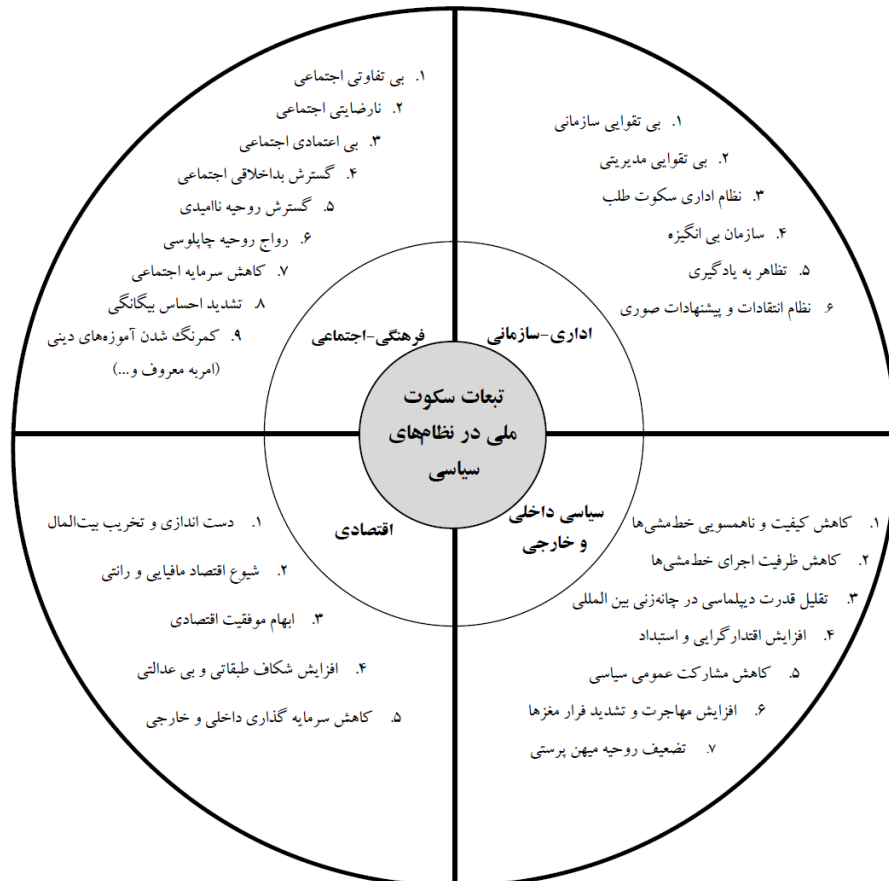 ۱. بی تقوایی سازمانی
۲. بی تقوایی مدیریتی
۳. نظام اداری سکوت طلب
۴. سازمان بی انگیزه
۵. تظاهر به یادگیری
۶. نظام انتقادات و پیشنهادات صوری
اداری-سازمانی
۱. بی تفاوتی اجتماعی
۲. نارضایتی اجتماعی
۳. بی اعتمادی اجتماعی
۴. گسترش بداخلاقی اجتماعی
۵. گسترش روحیه ناامیدی
۶. رواج روحیه چاپلوسی
۷. کاهش سرمایه اجتماعی
۸. تشدید احساس بیگانگی
۹. کمرنگ شدن آموزه‌های دینی
(امربه معروف و...)
فرهنگی-اجتماعی
تبعات سکوت
ملی در نظام‌های
سیاسی
سیاسی داخلی
و خارجی
۱. کاهش کیفیت و ناهمسویی خط‌مشی‌ها
۲. کاهش ظرفیت اجرای خط‌مشی‌ها
۳. تقلیل قدرت دیپلماسی در چانه‌زنی بین المللی
۴. افزایش اقتدارگرایی و استبداد
۵. کاهش مشارکت عمومی سیاسی
۶. افزایش مهاجرت و تشدید فرار مغزها
۷. تضعیف روحیه میهن پرستی
اقتصادی
۱. دست اندازی و تخریب بیت‌المال
۲. شیوع اقتصاد مافیایی و رانتی
۳. ابهام موفقیت اقتصادی
۴. افزایش شکاف طبقاتی و بی عدالتی
۵. کاهش سرمایه گذاری داخلی و خارجی